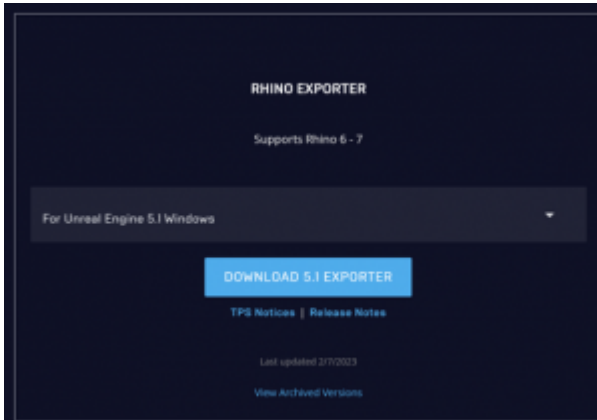 RHINO EXPORTER
Supports Rhino 6 - 7
For Unreal Engine 5.1 Windows
DOWNLOAD 5.1 EXPORTER
TPS Notices | Release Notes
Last updated 2/7/2023
View Archived Versions